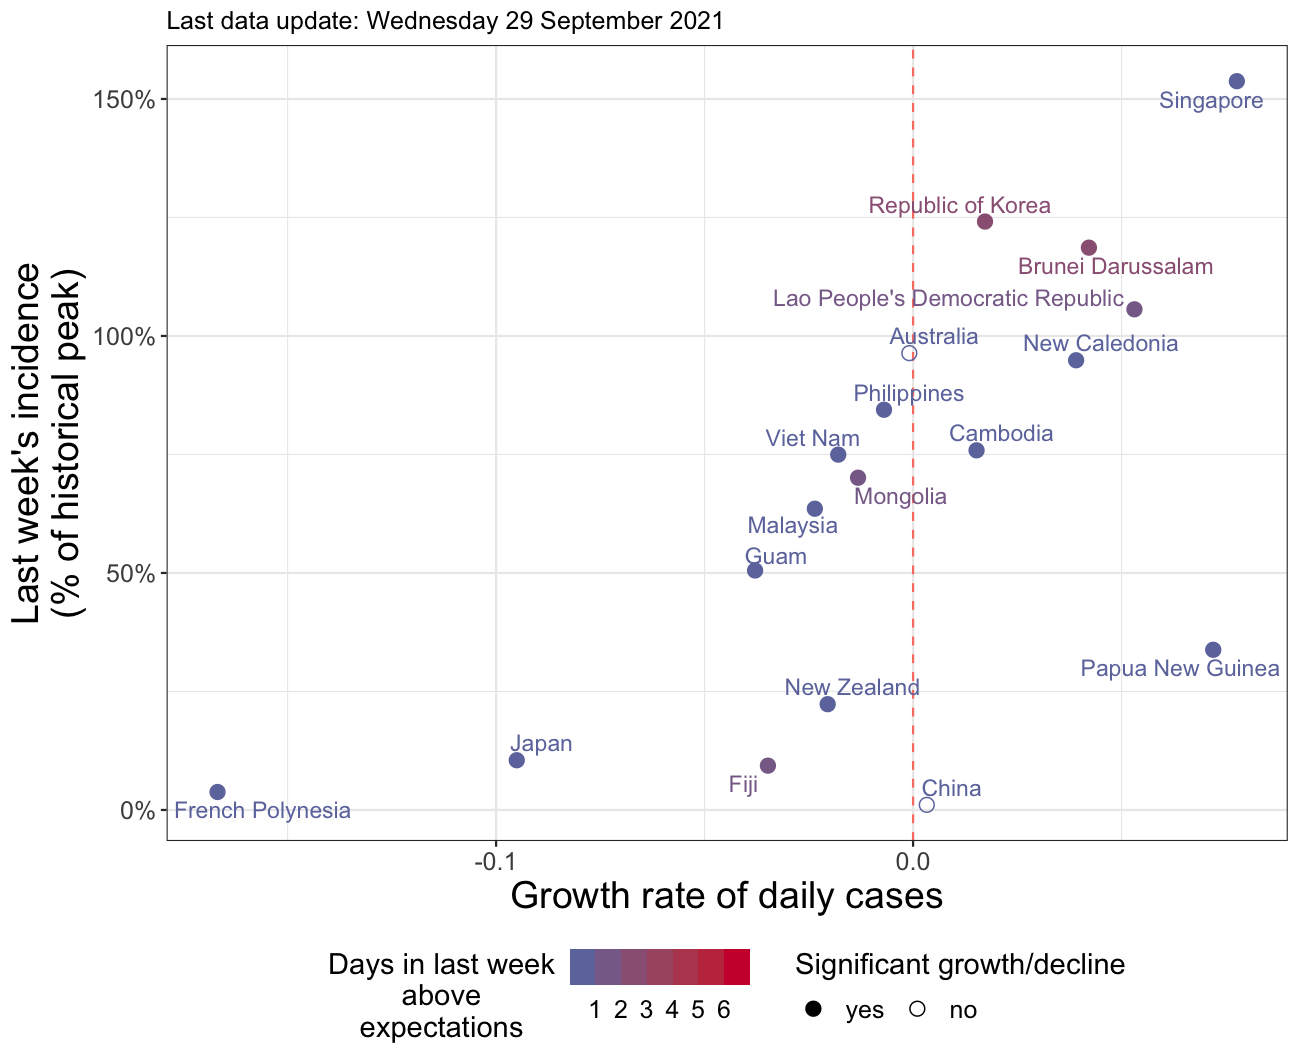 Last data update: Wednesday 29 September 2021
150%
100%
50%
0%
Last week's incidence
(% of historical peak)
Singapore
Republic of Korea
Brunei Darussalam
Lao People's Democratic Republic
Australia
New Caledonia
Philippines
Cambodia
Viet Nam
Mongolia
Malaysia
Guam
Papua New Guinea
New Zealand
Japan
Fiji
China
French Polynesia
-0.1
0.0
Growth rate of daily cases
Days in last week
above
expectations
1 2 3 4 5 6
Significant growth/decline
yes
no